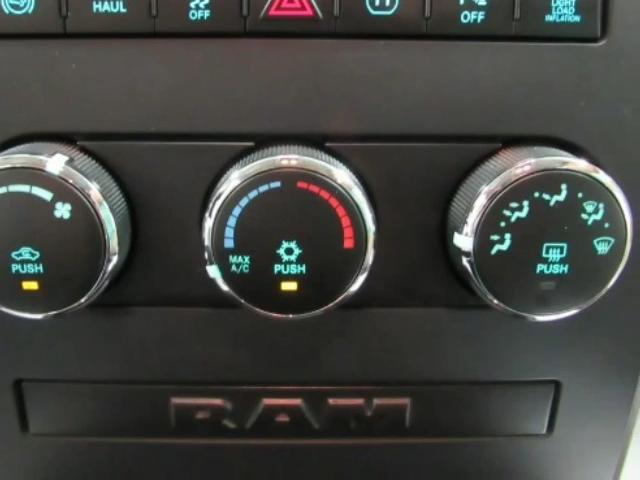 HAUL
OFF
OFF
LIGHT
LOAD
INFLATION
PUSH
MAX
A/C
PUSH
PUSH
RAM